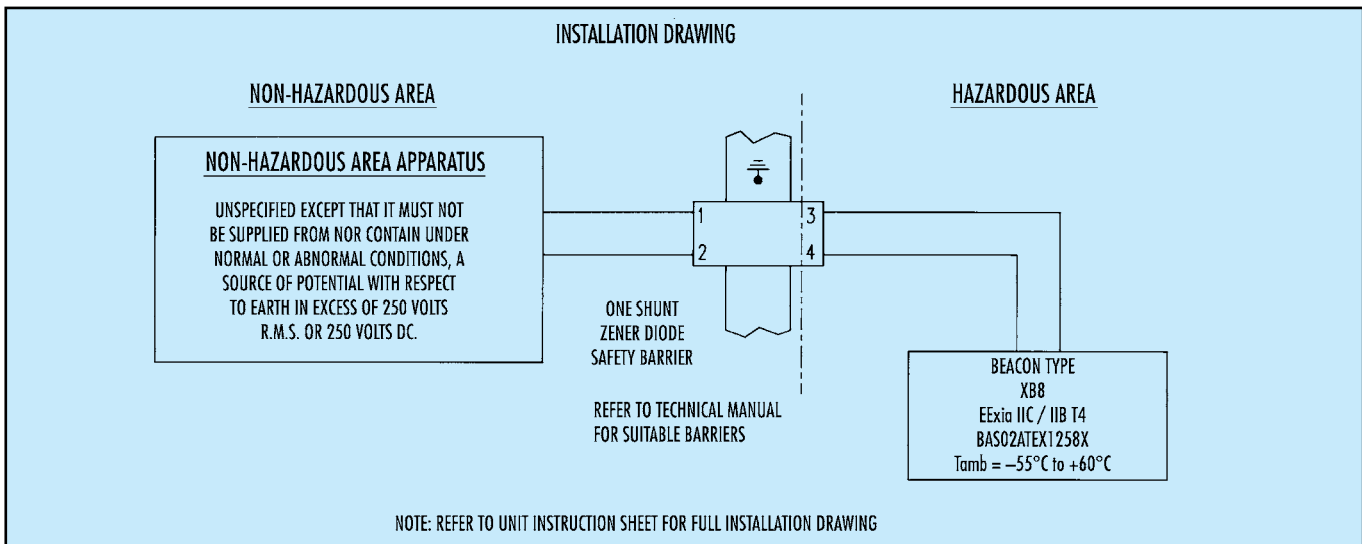 INSTALLATION DRAWING
NON-HAZARDOUS AREA
HAZARDOUS AREA
NON-HAZARDOUS AREA APPARATUS
UNSPECIFIED EXCEPT THAT IT MUST NOT
BE SUPPLIED FROM NOR CONTAIN UNDER
NORMAL OR ABNORMAL CONDITIONS, A
SOURCE OF POTENTIAL WITH RESPECT
TO EARTH IN EXCESS OF 250 VOLTS
R.M.S. OR 250 VOLTS DC.
1
2
3
4
ONE SHUNT
ZENER DIODE
SAFETY BARRIER
REFER TO TECHNICAL MANUAL
FOR SUITABLE BARRIERS
BEACON TYPE
XB8
EExia IIC / IIB T4
BAS02ATEX1258X
Tamb = –55°C to +60°C
NOTE: REFER TO UNIT INSTRUCTION SHEET FOR FULL INSTALLATION DRAWING